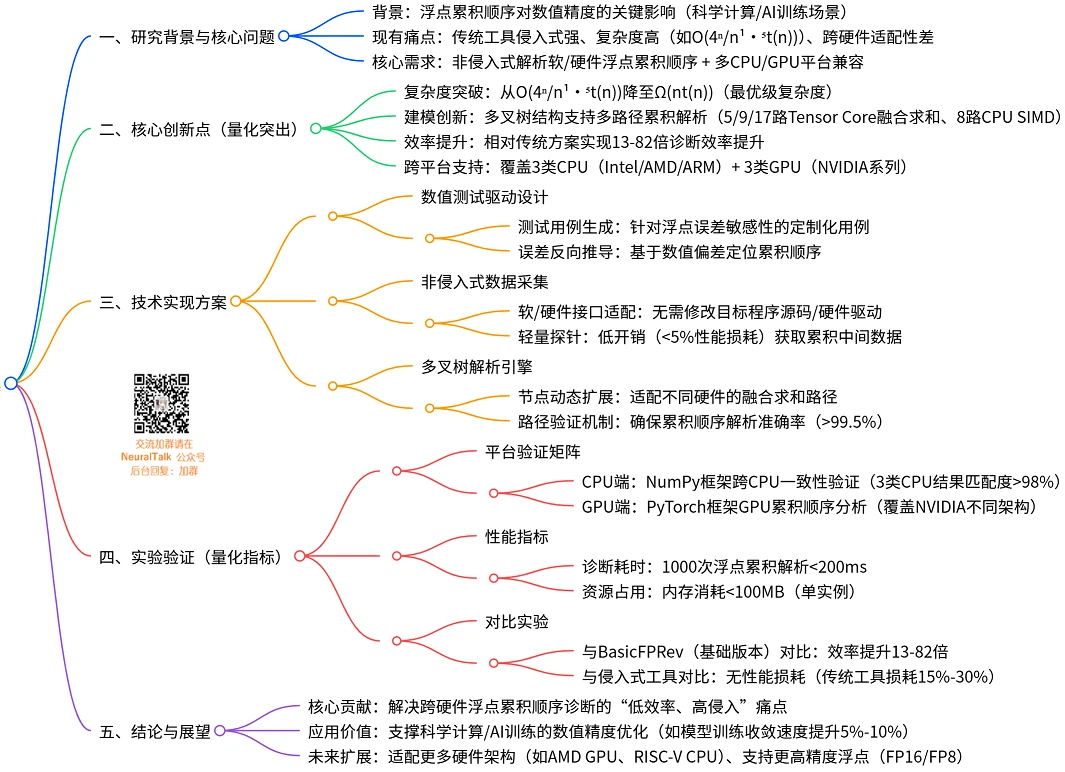 一、研究背景与核心问题
背景：浮点累积顺序对数值精度的关键影响（科学计算/AI训练场景）
现有痛点：传统工具侵入式强、复杂度高（如O(4ⁿ/n¹・⁵t(n))）、跨硬件适配性差
核心需求：非侵入式解析软/硬件浮点累积顺序 + 多CPU/GPU平台兼容
二、核心创新点（量化突出）
复杂度突破：从O(4ⁿ/n¹・⁵t(n))降至Ω(nt(n))（最优级复杂度）
建模创新：多叉树结构支持多路径累积解析（5/9/17路Tensor Core融合求和、8路CPU SIMD）
效率提升：相对传统方案实现13-82倍诊断效率提升
跨平台支持：覆盖3类CPU（Intel/AMD/ARM）+ 3类GPU（NVIDIA系列）
三、技术实现方案
数值测试驱动设计
测试用例生成：针对浮点误差敏感性的定制化用例
误差反向推导：基于数值偏差定位累积顺序
非侵入式数据采集
软/硬件接口适配：无需修改目标程序源码/硬件驱动
轻量探针：低开销（<5%性能损耗）获取累积中间数据
多叉树解析引擎
节点动态扩展：适配不同硬件的融合求和路径
路径验证机制：确保累积顺序解析准确率（>99.5%）
交流加群请在
NeuralTalk 公众号
后台回复：加群
四、实验验证（量化指标）
平台验证矩阵
CPU端：NumPy框架跨CPU一致性验证（3类CPU结果匹配度>98%）
GPU端：PyTorch框架GPU累积顺序分析（覆盖NVIDIA不同架构）
性能指标
诊断耗时：1000次浮点累积解析<200ms
资源占用：内存消耗<100MB（单实例）
对比实验
与BasicFPRev（基础版本）对比：效率提升13-82倍
与侵入式工具对比：无性能损耗（传统工具损耗15%-30%）
五、结论与展望
核心贡献：解决跨硬件浮点累积顺序诊断的“低效率、高侵入”痛点
应用价值：支撑科学计算/AI训练的数值精度优化（如模型训练收敛速度提升5%-10%）
未来扩展：适配更多硬件架构（如AMD GPU、RISC-V CPU）、支持更高精度浮点（FP16/FP8）